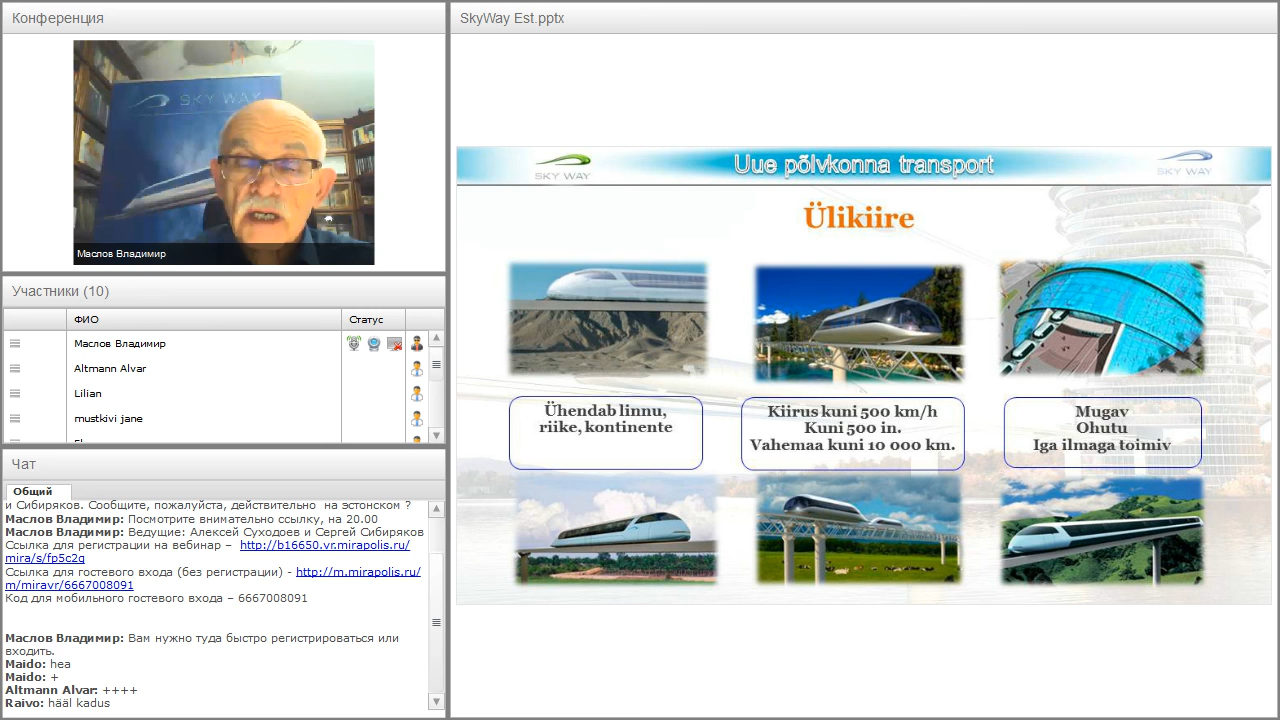 Конференция
SKY WAY
Маслов Владимир
Участники (10)
ФИО
Статус
Маслов Владимир
Altmann Alvar
Lilian
mustkivi jane
Чат
Общий
и Сибиряков. Сообщите, пожалуйста, действительно на эстонском ?
Маслов Владимир: Посмотрите внимательно ссылку, на 20.00
Маслов Владимир: Ведущие: Алексей Суходоев и Сергей Сибиряков
Ссылка для регистрации на вебинар – http://b16650.vr.mirapolis.ru/
mira/s/fp5c2q
Ссылка для гостевого входа (без регистрации) - http://m.mirapolis.ru/
m/miravr/6667008091
Код для мобильного гостевого входа – 6667008091
Маслов Владимир: Вам нужно туда быстро регистрироваться или
входить.
Maido: hea
Maido: +
Altmann Alvar: ++++
Raivo: hääl kadus
SkyWay Est.pptx
SKY WAY
Uue põlvkonna transport
SKY WAY
Ülikiire
Ühendab linnu,
riike, kontinente
Kiirus kuni 500 km/h
Kuni 500 in.
Vahemaa kuni 10 000 km.
Mugav
Ohutu
Iga ilmaga toimiv